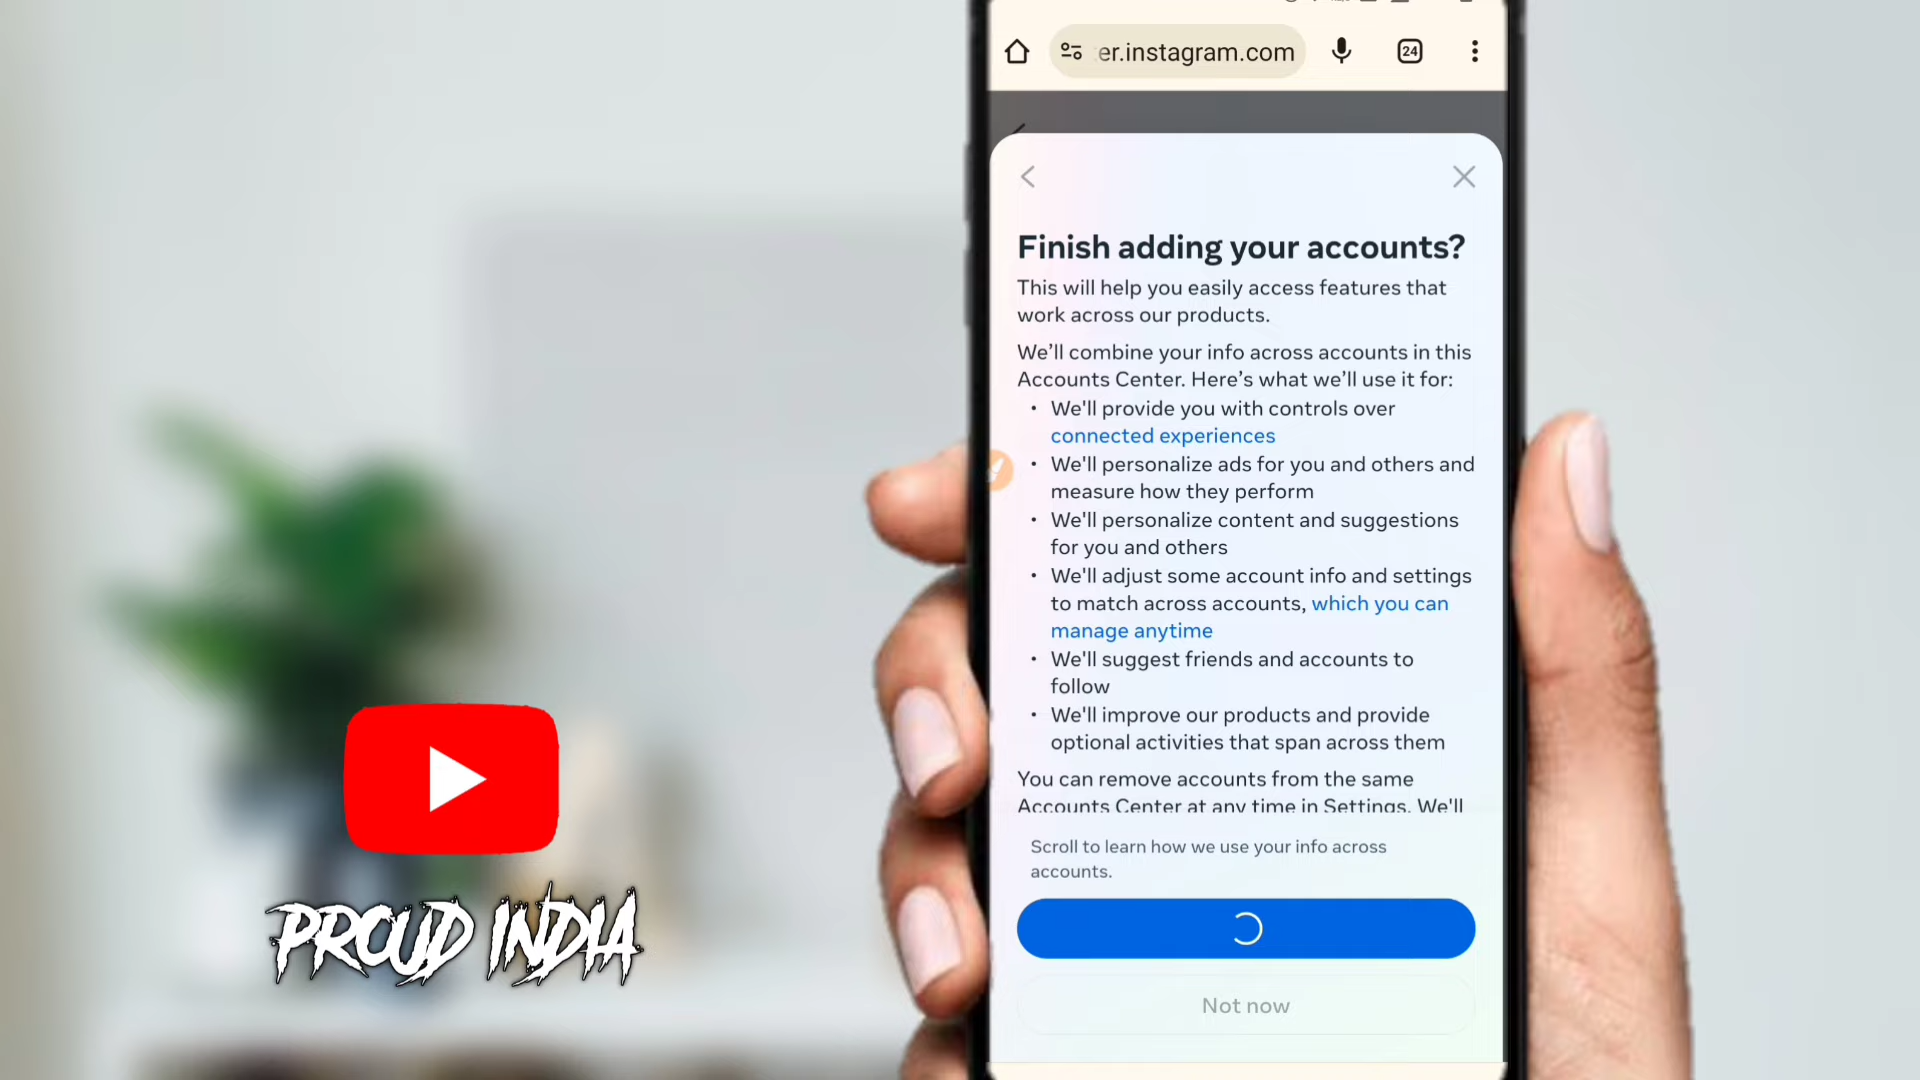 er.instagram.com
24
Finish adding your accounts?
This will help you easily access features that
work across our products.
We’ll combine your info across accounts in this
Accounts Center. Here’s what we’ll use it for:
• We'll provide you with controls over
connected experiences
• We'll personalize ads for you and others and
measure how they perform
• We'll personalize content and suggestions
for you and others
• We'll adjust some account info and settings
to match across accounts, which you can
manage anytime
• We'll suggest friends and accounts to
follow
• We'll improve our products and provide
optional activities that span across them
You can remove accounts from the same
Accounts Center at any time in Settings. We'll
Scroll to learn how we use your info across
accounts.
Not now
PROUD INDIA